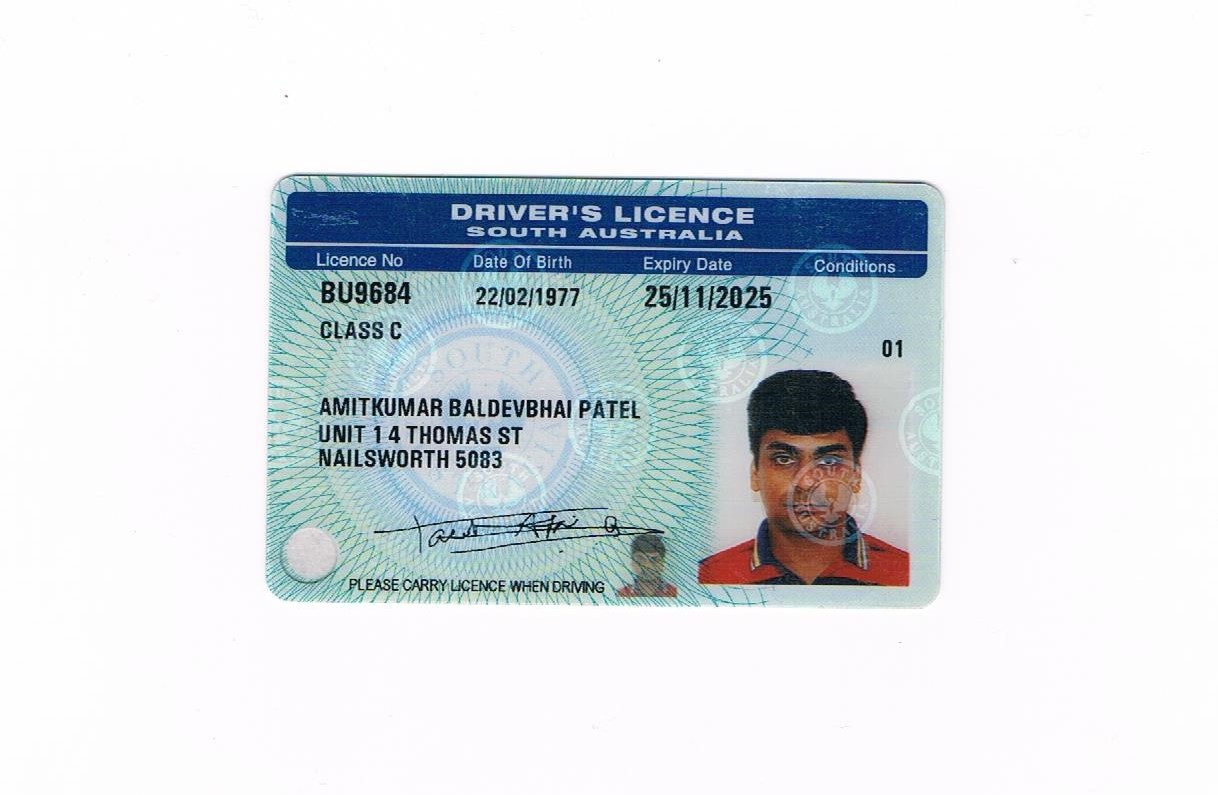 DRIVER'S LICENCE
SOUTH AUSTRALIA
Licence No Date Of Birth Expiry Date Conditions
BU9684 22/02/1977 25/11/2025
CLASS C
01
AMITKUMAR BALDEVBHAI PATEL
UNIT 1 4 THOMAS ST
NAILSWORTH 5083
PLEASE CARRY LICENCE WHEN DRIVING